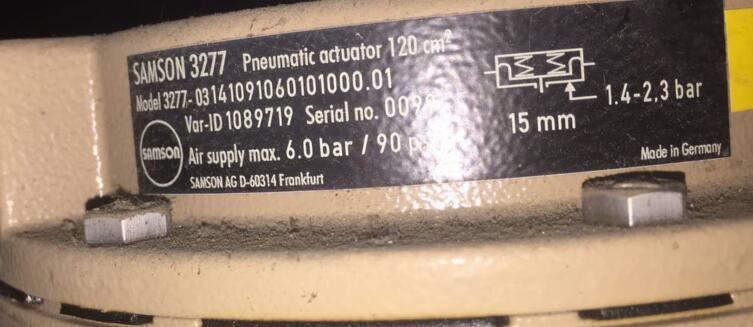 SAMSON 3277 Pneumatic actuator 120 cm²
Model 3277-03141091060101000.01
Var-ID 1089719 Serial no.
1.4-2,3 bar
15 mm
samson
Air supply max. 6.0 bar / 90
SAMSON AG D-60314 Frankfurt
Made in Germany